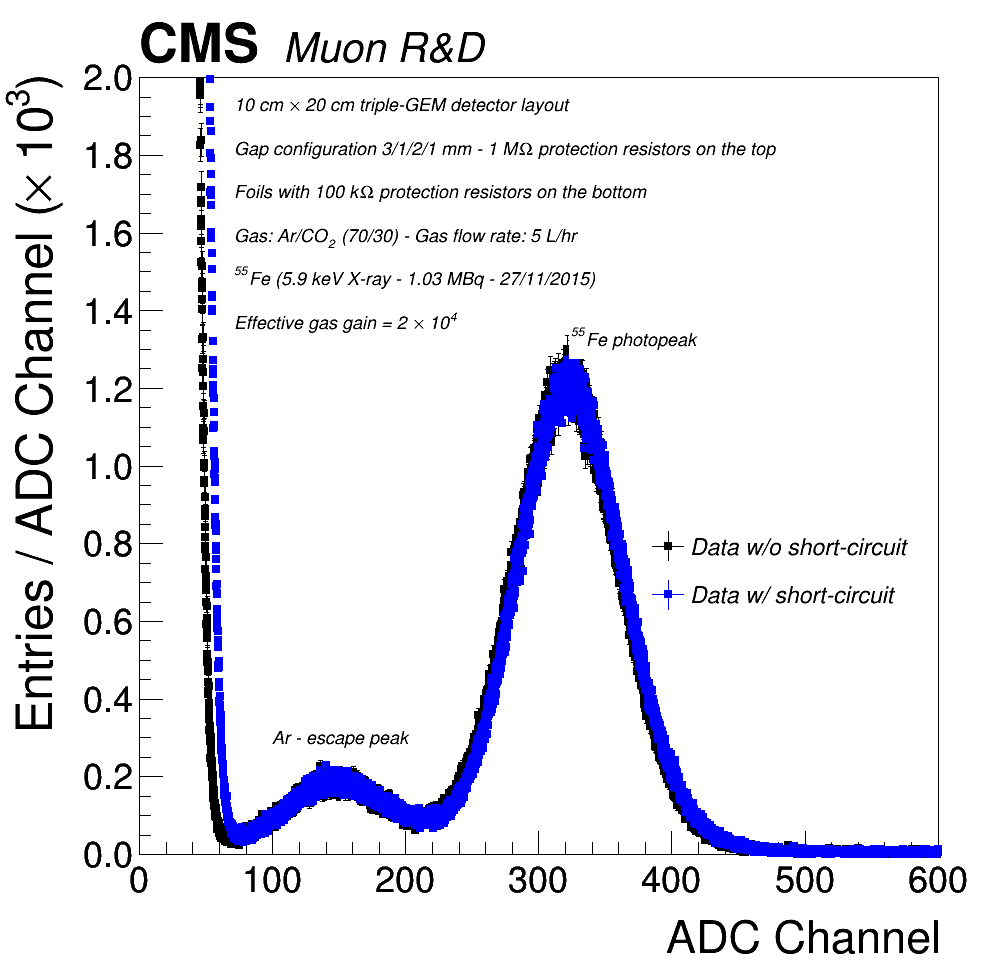 CMS Muon R&D
Entries / ADC Channel (× 10³)
2.0
1.8
1.6
1.4
1.2
1.0
0.8
0.6
0.4
0.2
0.0
10 cm × 20 cm triple-GEM detector layout
Gap configuration 3/1/2/1 mm - 1 MΩ protection resistors on the top
Foils with 100 kΩ protection resistors on the bottom
Gas: Ar/CO₂ (70/30) - Gas flow rate: 5 L/hr
⁵⁵Fe (5.9 keV X-ray - 1.03 MBq - 27/11/2015)
Effective gas gain = 2 × 10⁴
⁵⁵Fe photopeak
Data w/o short-circuit
Data w/ short-circuit
Ar - escape peak
0 100 200 300 400 500 600
ADC Channel